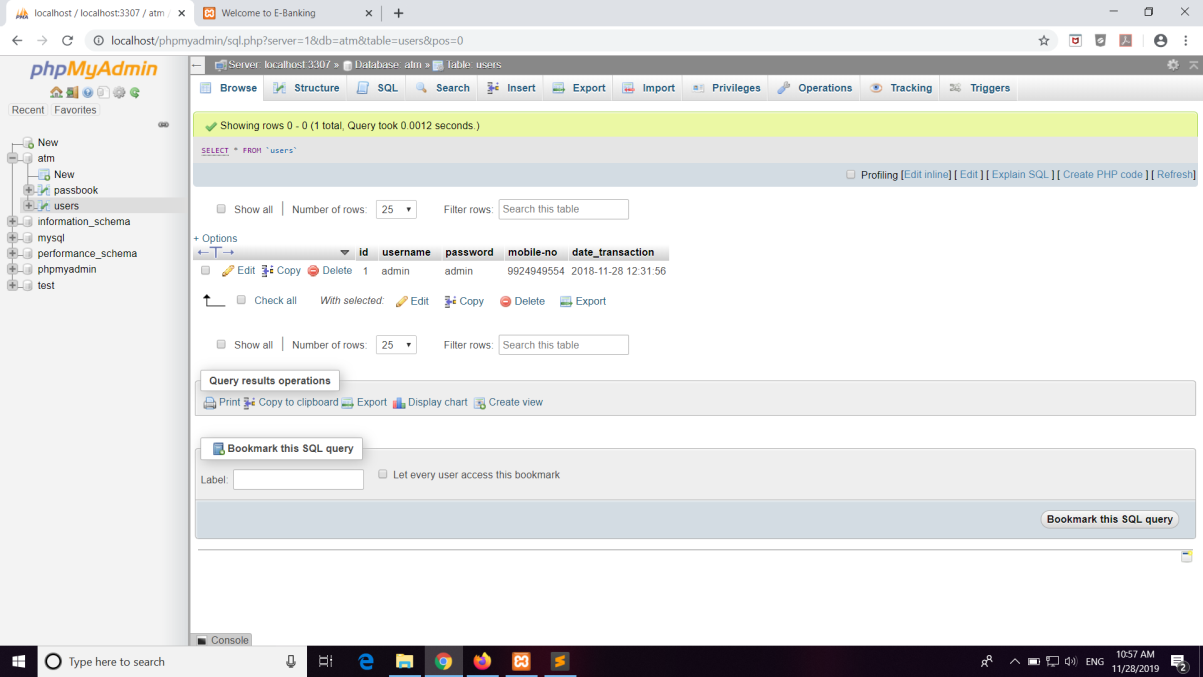 localhost / localhost:3307 / atm /
Welcome to E-Banking
localhost/phpmyadmin/sql.php?server=1&db=atm&table=users&pos=0
phpMyAdmin
Recent Favorites
New
atm
New
passbook
users
information_schema
mysql
performance_schema
phpmyadmin
test
Server: localhost:3307 » Database: atm » Table: users
Browse Structure SQL Search Insert Export Import Privileges Operations Tracking Triggers
Showing rows 0 - 0 (1 total, Query took 0.0012 seconds.)
SELECT * FROM `users`
Profiling [Edit inline] [ Edit ] [ Explain SQL ] [ Create PHP code ] [ Refresh]
Show all Number of rows: 25 Filter rows: Search this table
+ Options
id username password mobile-no date_transaction
Edit Copy Delete 1 admin admin 9924949554 2018-11-28 12:31:56
Check all With selected: Edit Copy Delete Export
Show all Number of rows: 25 Filter rows: Search this table
Query results operations
Print Copy to clipboard Export Display chart Create view
Bookmark this SQL query
Label: Let every user access this bookmark
Bookmark this SQL query
Console
Type here to search
ENG
10:57 AM
11/28/2019
2